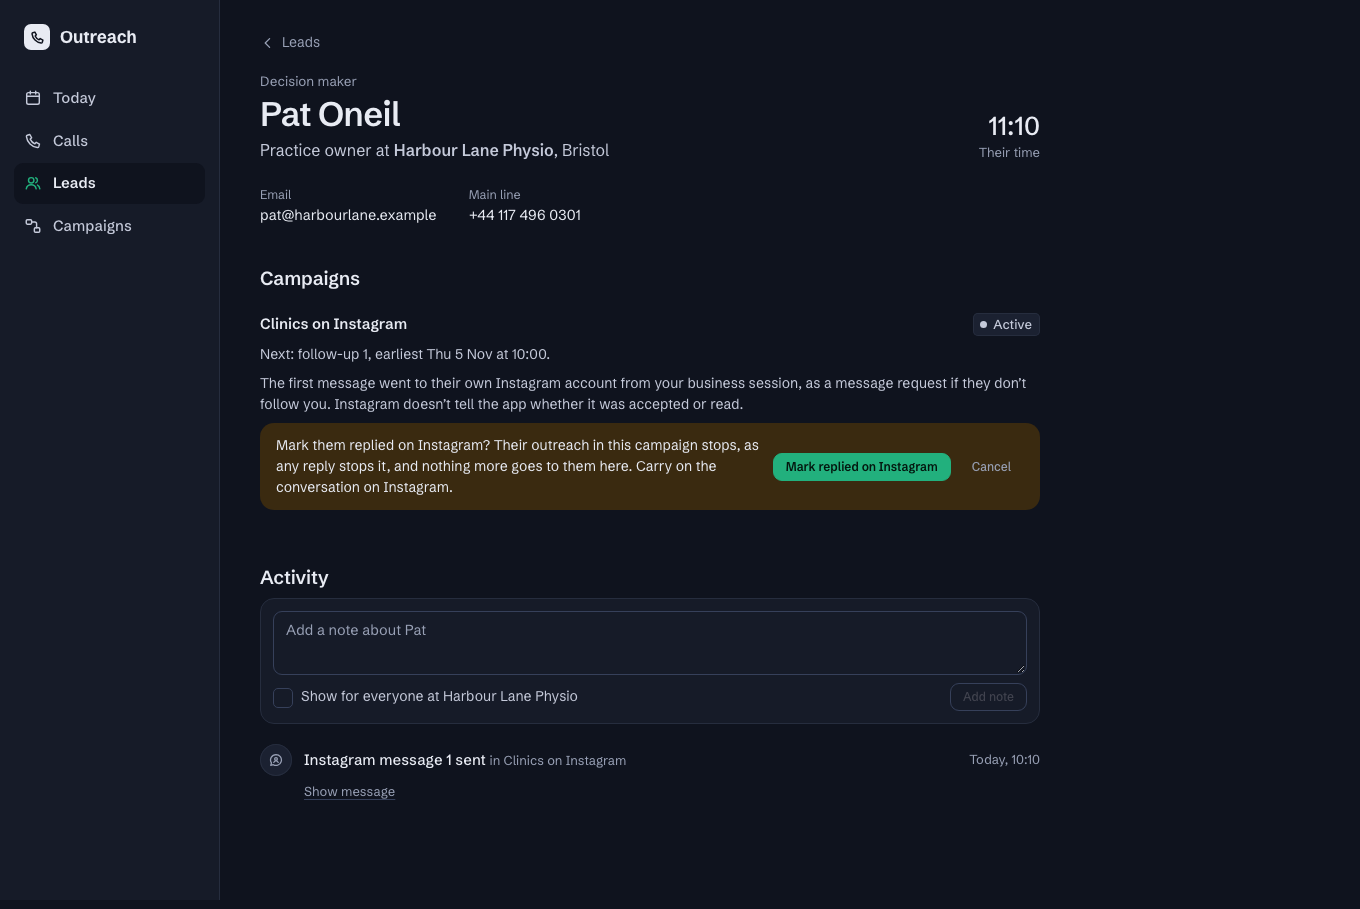 Outreach
Today
Calls
Leads
Campaigns
Leads
Decision maker
Pat Oneil
Practice owner at Harbour Lane Physio, Bristol
11:10
Their time
Email
pat@harbourlane.example
Main line
+44 117 496 0301
Campaigns
Clinics on Instagram
Active
Next: follow-up 1, earliest Thu 5 Nov at 10:00.
The first message went to their own Instagram account from your business session, as a message request if they don’t
follow you. Instagram doesn’t tell the app whether it was accepted or read.
Mark them replied on Instagram? Their outreach in this campaign stops, as
any reply stops it, and nothing more goes to them here. Carry on the
conversation on Instagram.
Mark replied on Instagram
Cancel
Activity
Add a note about Pat
Show for everyone at Harbour Lane Physio
Add note
Instagram message 1 sent in Clinics on Instagram
Today, 10:10
Show message